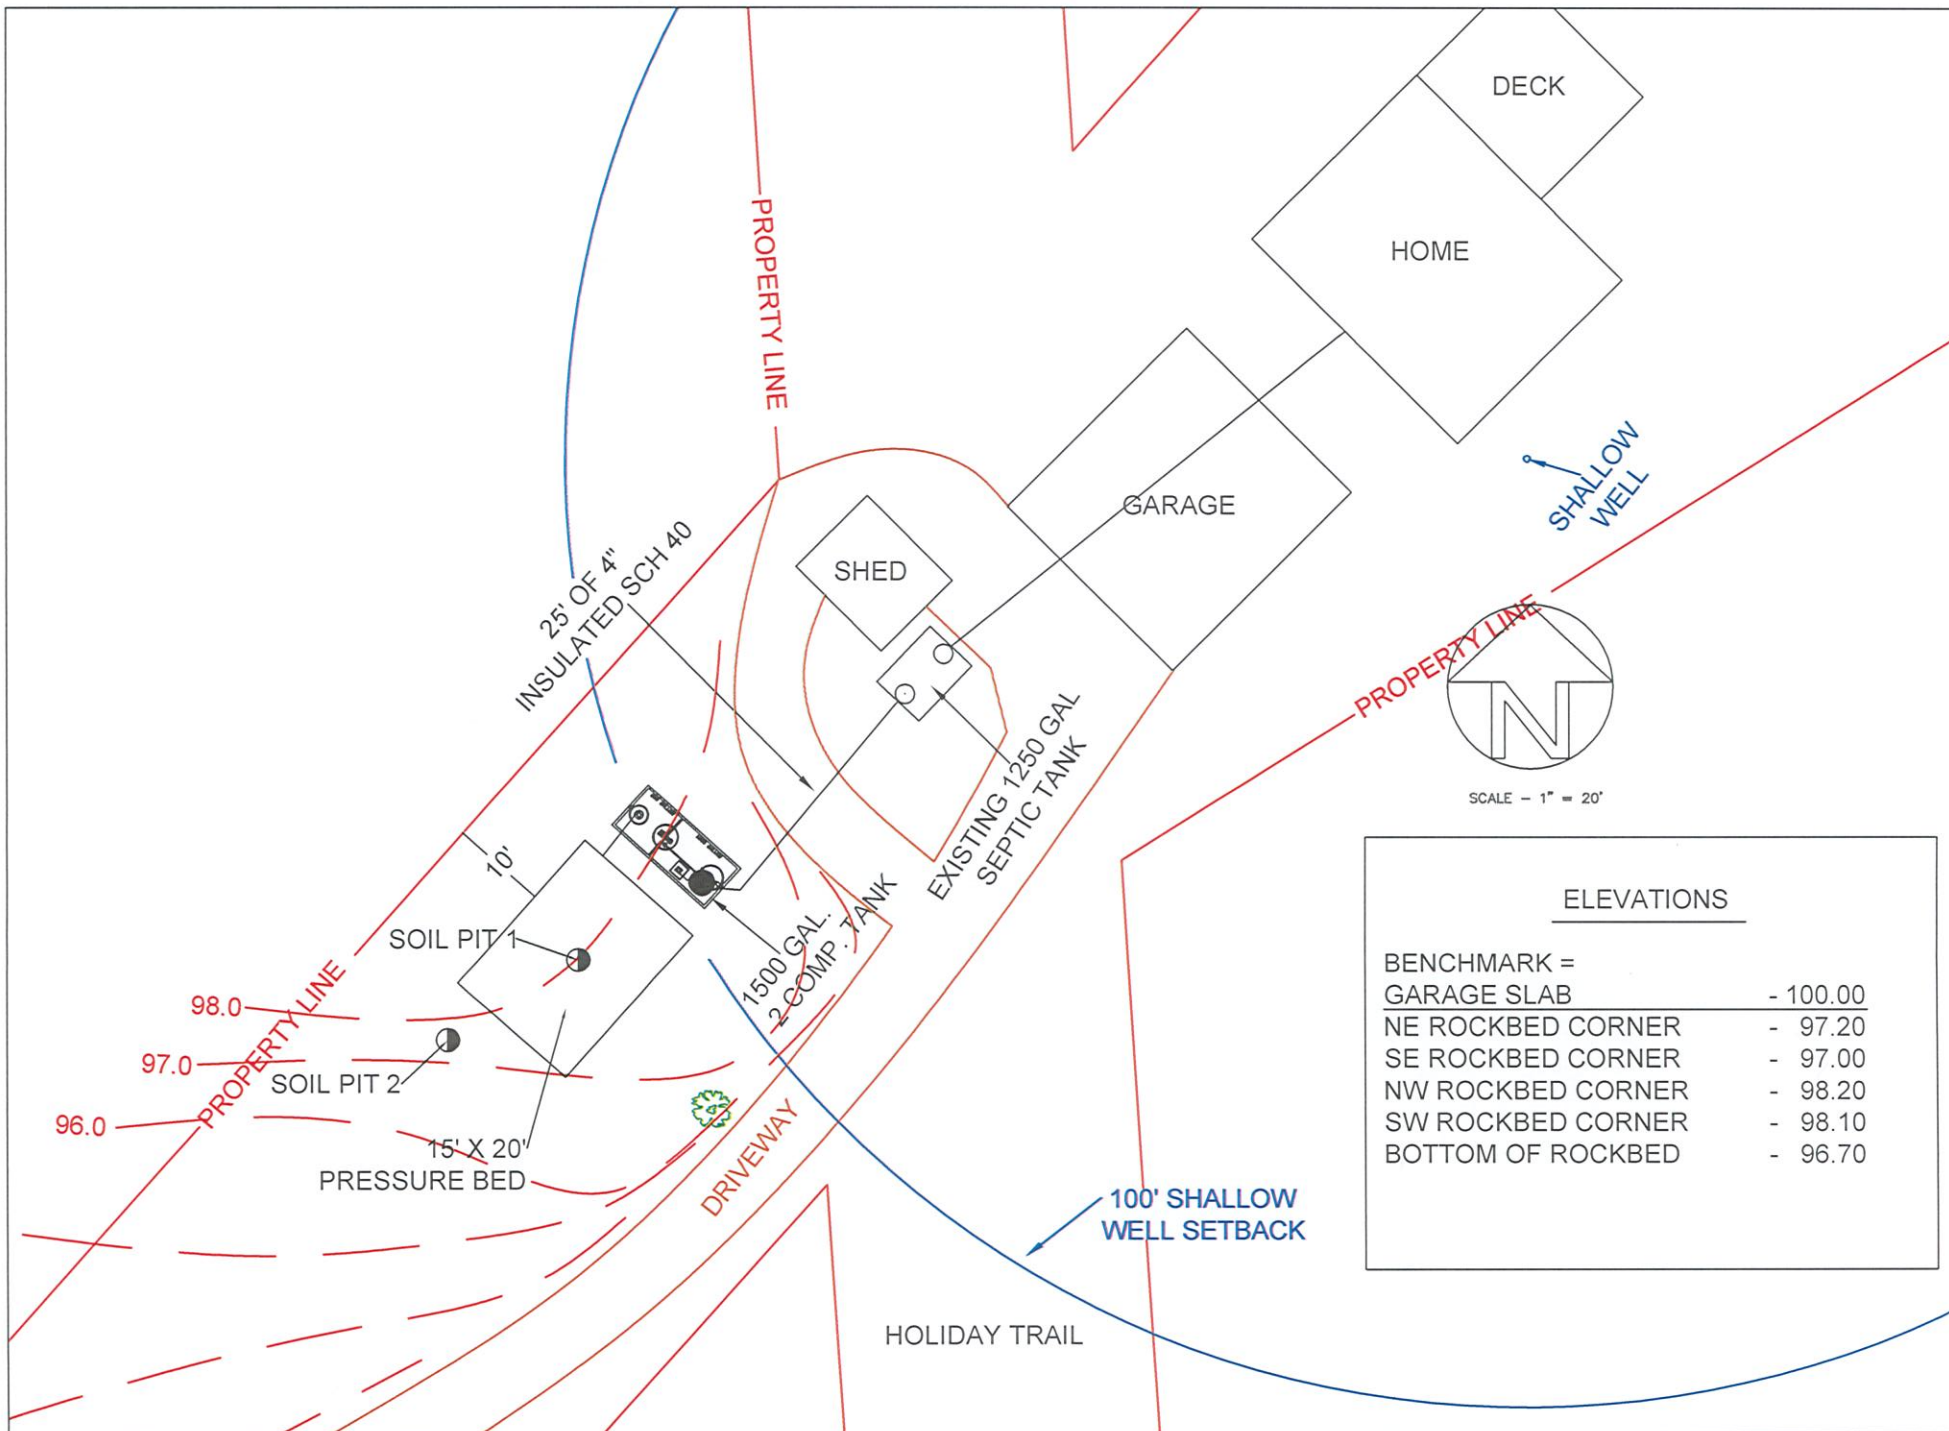 DECK
HOME
PROPERTY LINE
SHALLOW
WELL
GARAGE
SHED
25' OF 4"
INSULATED SCH 40
PROPERTY LINE
N
SCALE - 1" = 20'
EXISTING 1250 GAL
SEPTIC TANK
10'
1500 GAL.
2 COMP. TANK
SOIL PIT 1
PROPERTY LINE
98.0
97.0
96.0
SOIL PIT 2
15' X 20'
PRESSURE BED
DRIVEWAY
100' SHALLOW
WELL SETBACK
HOLIDAY TRAIL
ELEVATIONS
BENCHMARK =
GARAGE SLAB - 100.00
NE ROCKBED CORNER - 97.20
SE ROCKBED CORNER - 97.00
NW ROCKBED CORNER - 98.20
SW ROCKBED CORNER - 98.10
BOTTOM OF ROCKBED - 96.70